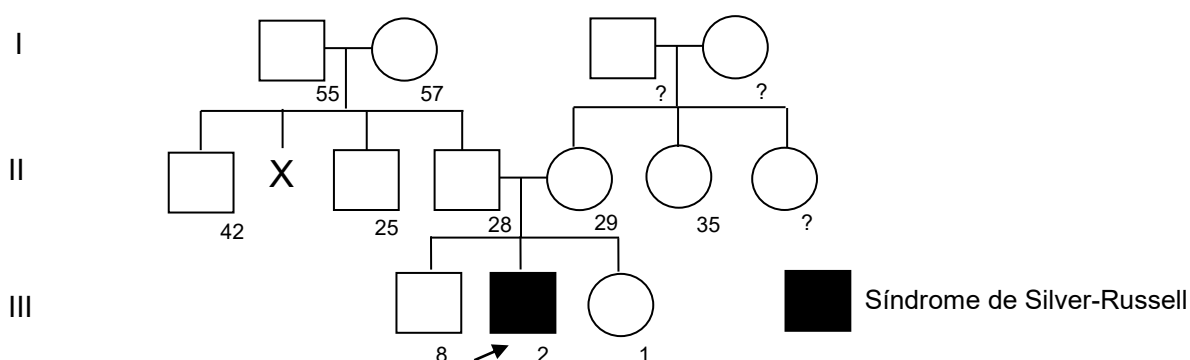 I
55 57 ? ?
II
X
42 25 28 29 35 ?
III
Síndrome de Silver-Russell
8 2 1